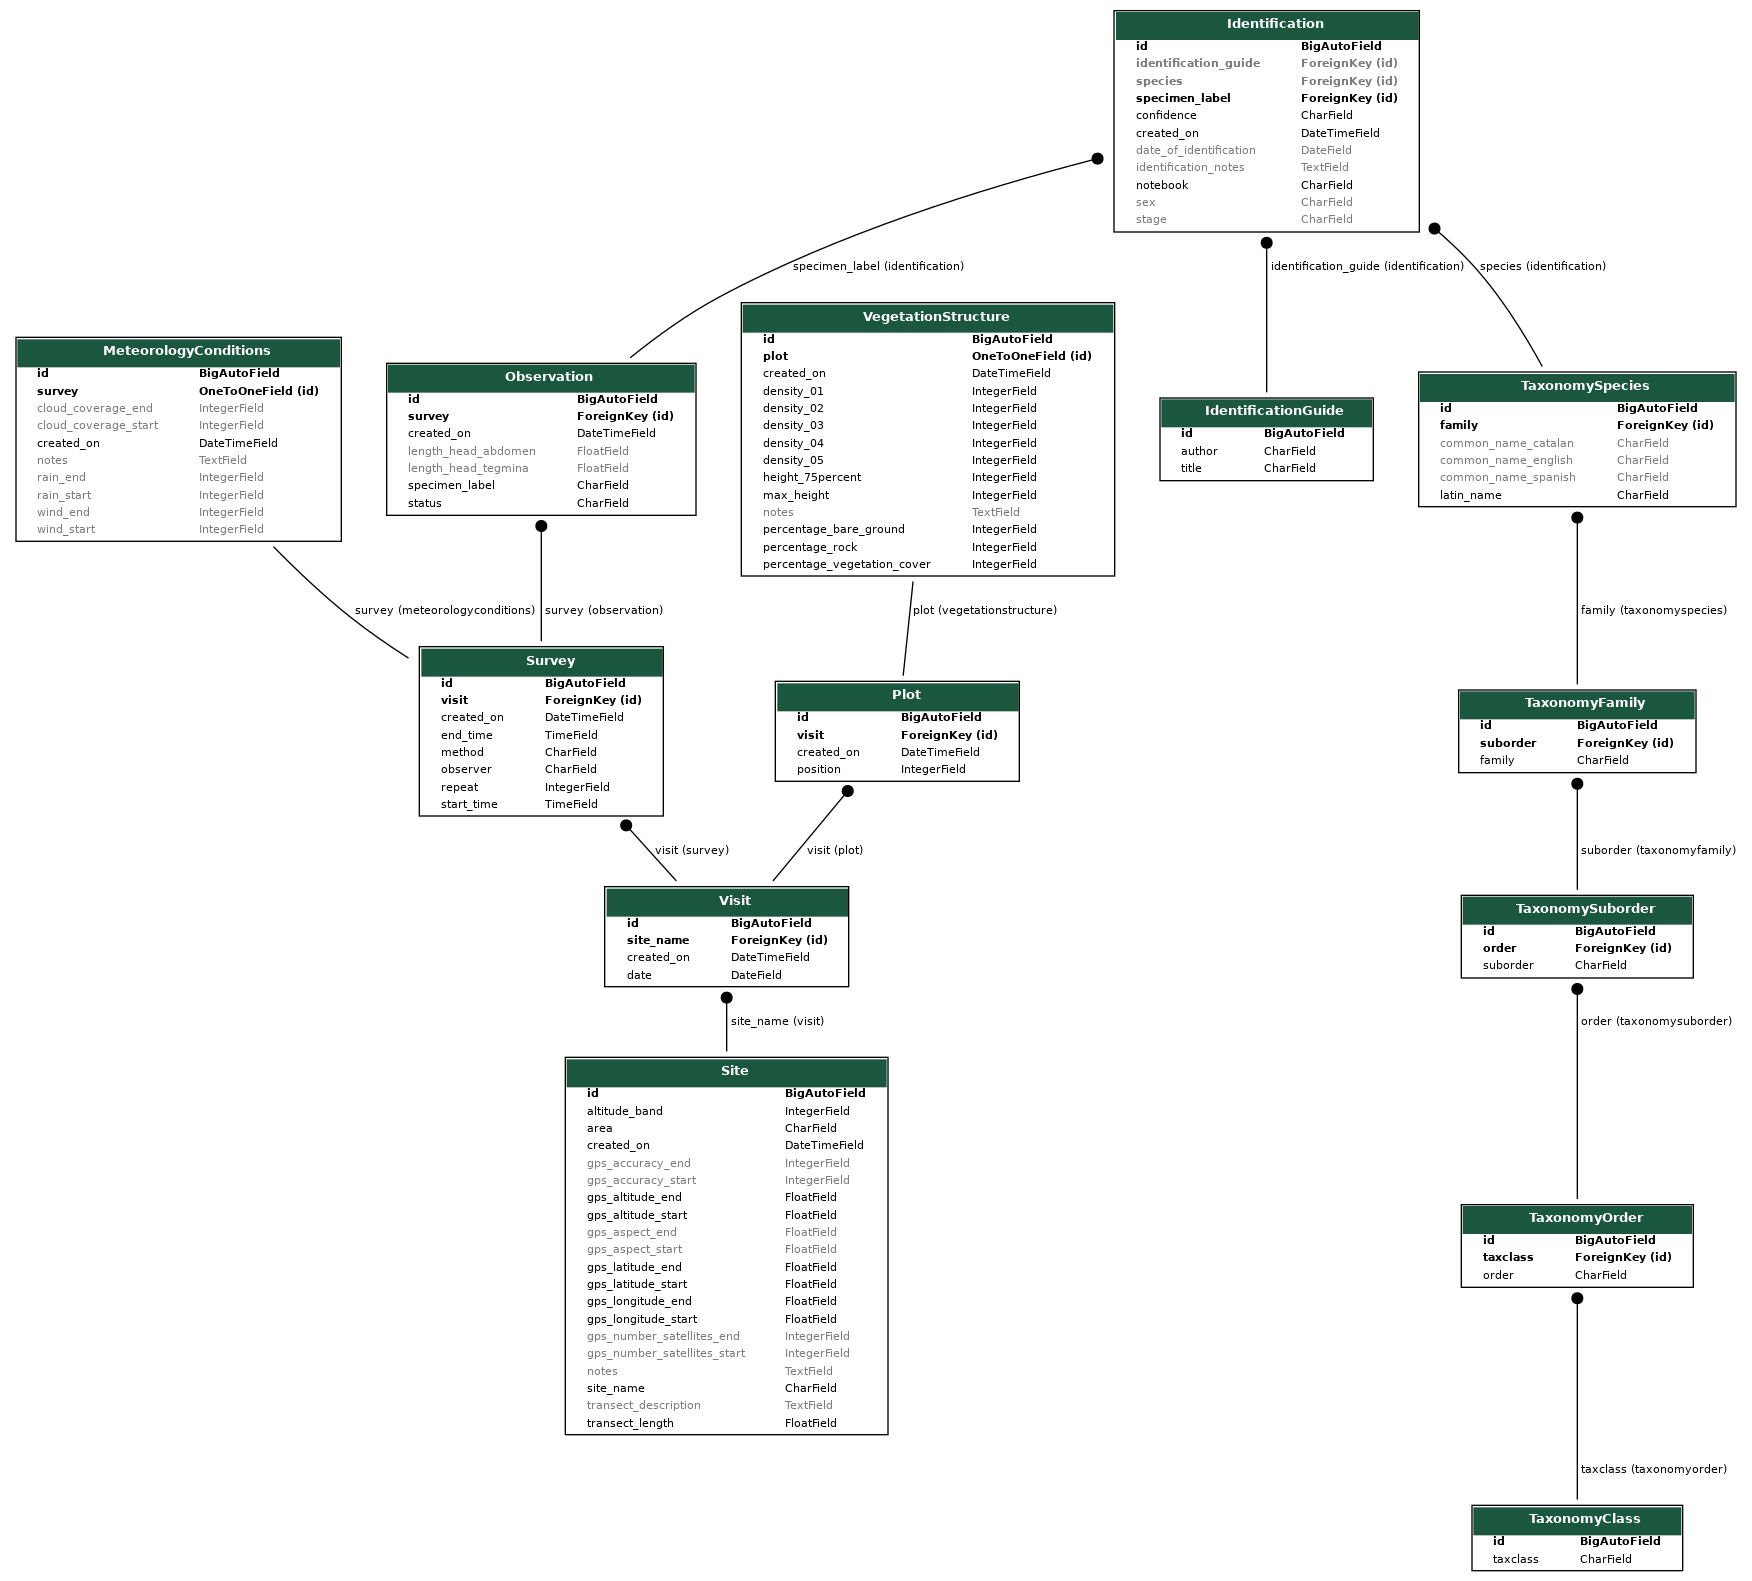 Identification
id BigAutoField
identification_guide ForeignKey (id)
species ForeignKey (id)
specimen_label ForeignKey (id)
confidence CharField
created_on DateTimeField
date_of_identification DateField
identification_notes TextField
notebook CharField
sex CharField
stage CharField
specimen_label (identification)
identification_guide (identification)
species (identification)
MeteorologyConditions
id BigAutoField
survey OneToOneField (id)
cloud_coverage_end IntegerField
cloud_coverage_start IntegerField
created_on DateTimeField
notes TextField
rain_end IntegerField
rain_start IntegerField
wind_end IntegerField
wind_start IntegerField
Observation
id BigAutoField
survey ForeignKey (id)
created_on DateTimeField
length_head_abdomen FloatField
length_head_tegmina FloatField
specimen_label CharField
status CharField
VegetationStructure
id BigAutoField
plot OneToOneField (id)
created_on DateTimeField
density_01 IntegerField
density_02 IntegerField
density_03 IntegerField
density_04 IntegerField
density_05 IntegerField
height_75percent IntegerField
max_height IntegerField
notes TextField
percentage_bare_ground IntegerField
percentage_rock IntegerField
percentage_vegetation_cover IntegerField
IdentificationGuide
id BigAutoField
author CharField
title CharField
TaxonomySpecies
id BigAutoField
family ForeignKey (id)
common_name_catalan CharField
common_name_english CharField
common_name_spanish CharField
latin_name CharField
survey (meteorologyconditions)
survey (observation)
plot (vegetationstructure)
family (taxonomyspecies)
Survey
id BigAutoField
visit ForeignKey (id)
created_on DateTimeField
end_time TimeField
method CharField
observer CharField
repeat IntegerField
start_time TimeField
Plot
id BigAutoField
visit ForeignKey (id)
created_on DateTimeField
position IntegerField
TaxonomyFamily
id BigAutoField
suborder ForeignKey (id)
family CharField
visit (survey)
visit (plot)
suborder (taxonomyfamily)
Visit
id BigAutoField
site_name ForeignKey (id)
created_on DateTimeField
date DateField
TaxonomySuborder
id BigAutoField
order ForeignKey (id)
suborder CharField
site_name (visit)
order (taxonomysuborder)
Site
id BigAutoField
altitude_band IntegerField
area CharField
created_on DateTimeField
gps_accuracy_end IntegerField
gps_accuracy_start IntegerField
gps_altitude_end FloatField
gps_altitude_start FloatField
gps_aspect_end FloatField
gps_aspect_start FloatField
gps_latitude_end FloatField
gps_latitude_start FloatField
gps_longitude_end FloatField
gps_longitude_start FloatField
gps_number_satellites_end IntegerField
gps_number_satellites_start IntegerField
notes TextField
site_name CharField
transect_description TextField
transect_length FloatField
TaxonomyOrder
id BigAutoField
taxclass ForeignKey (id)
order CharField
taxclass (taxonomyorder)
TaxonomyClass
id BigAutoField
taxclass CharField